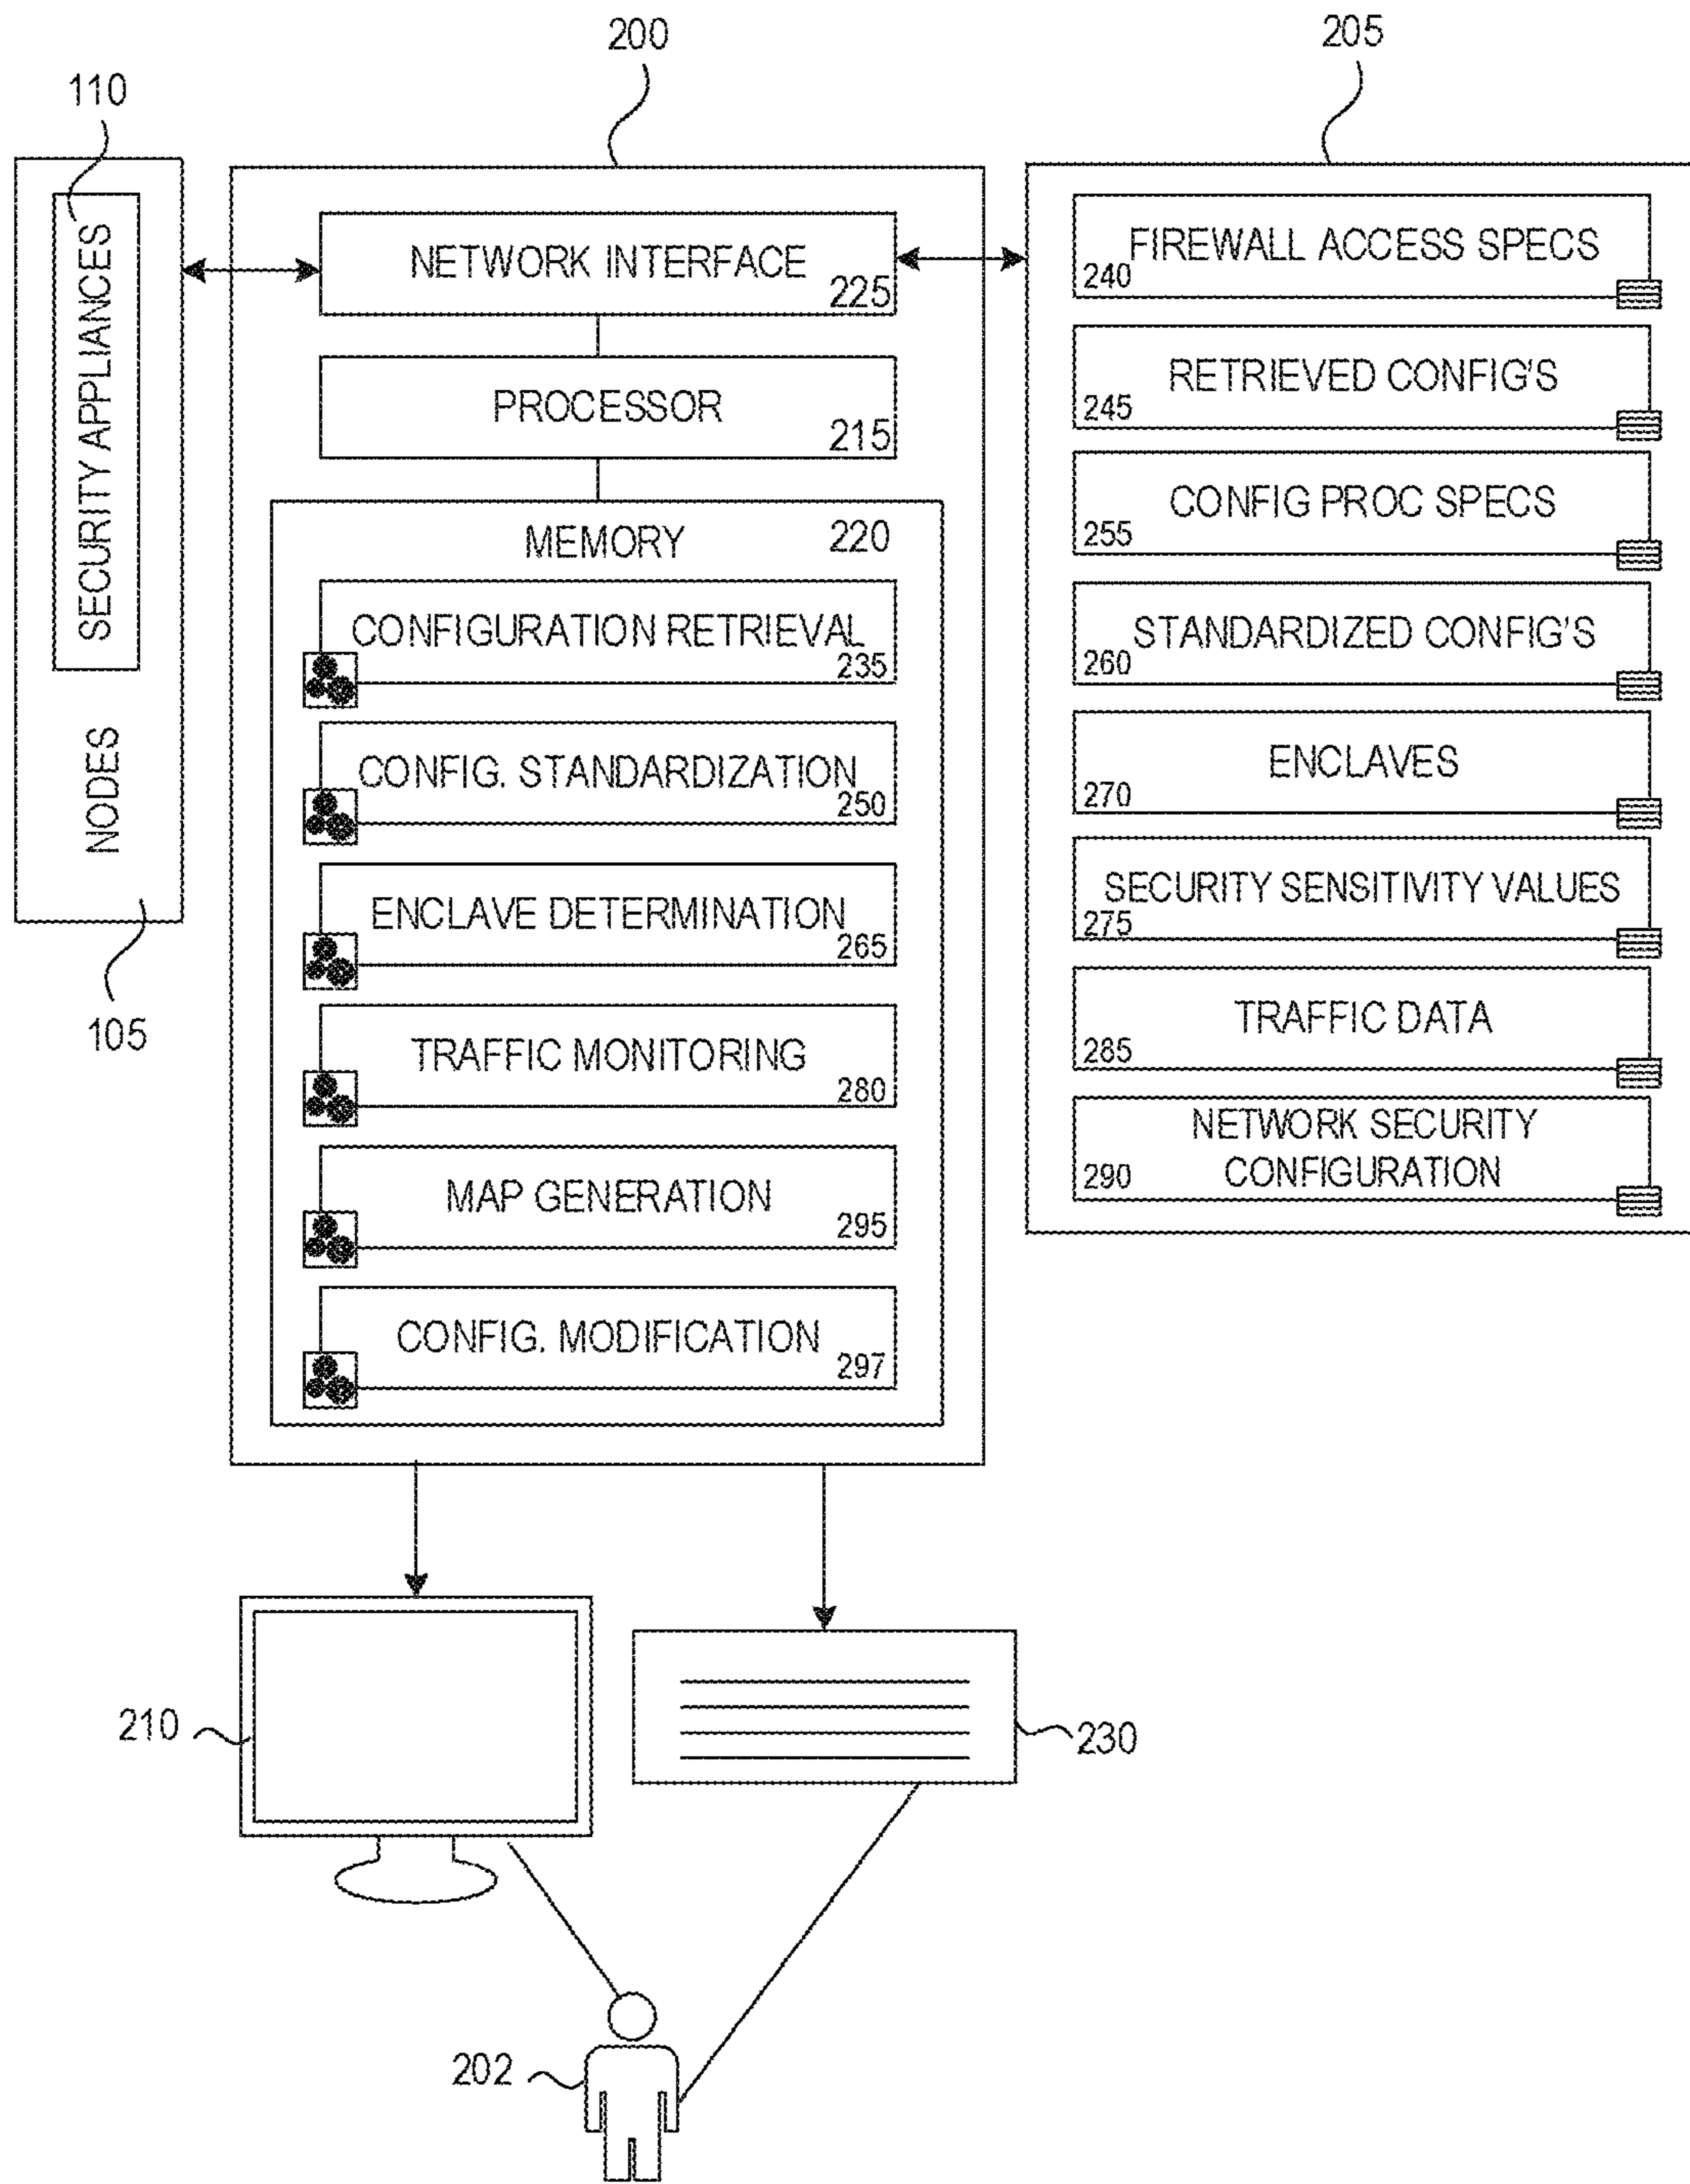 200
205
110
SECURITY APPLIANCES
NODES
105
NETWORK INTERFACE
225
PROCESSOR
215
MEMORY 220
CONFIGURATION RETRIEVAL
235
CONFIG. STANDARDIZATION
250
ENCLAVE DETERMINATION
265
TRAFFIC MONITORING
280
MAP GENERATION
295
CONFIG. MODIFICATION
297
FIREWALL ACCESS SPECS
240
RETRIEVED CONFIG'S
245
CONFIG PROC SPECS
255
STANDARDIZED CONFIG'S
260
ENCLAVES
270
SECURITY SENSITIVITY VALUES
275
TRAFFIC DATA
285
NETWORK SECURITY
CONFIGURATION
290
210
230
202